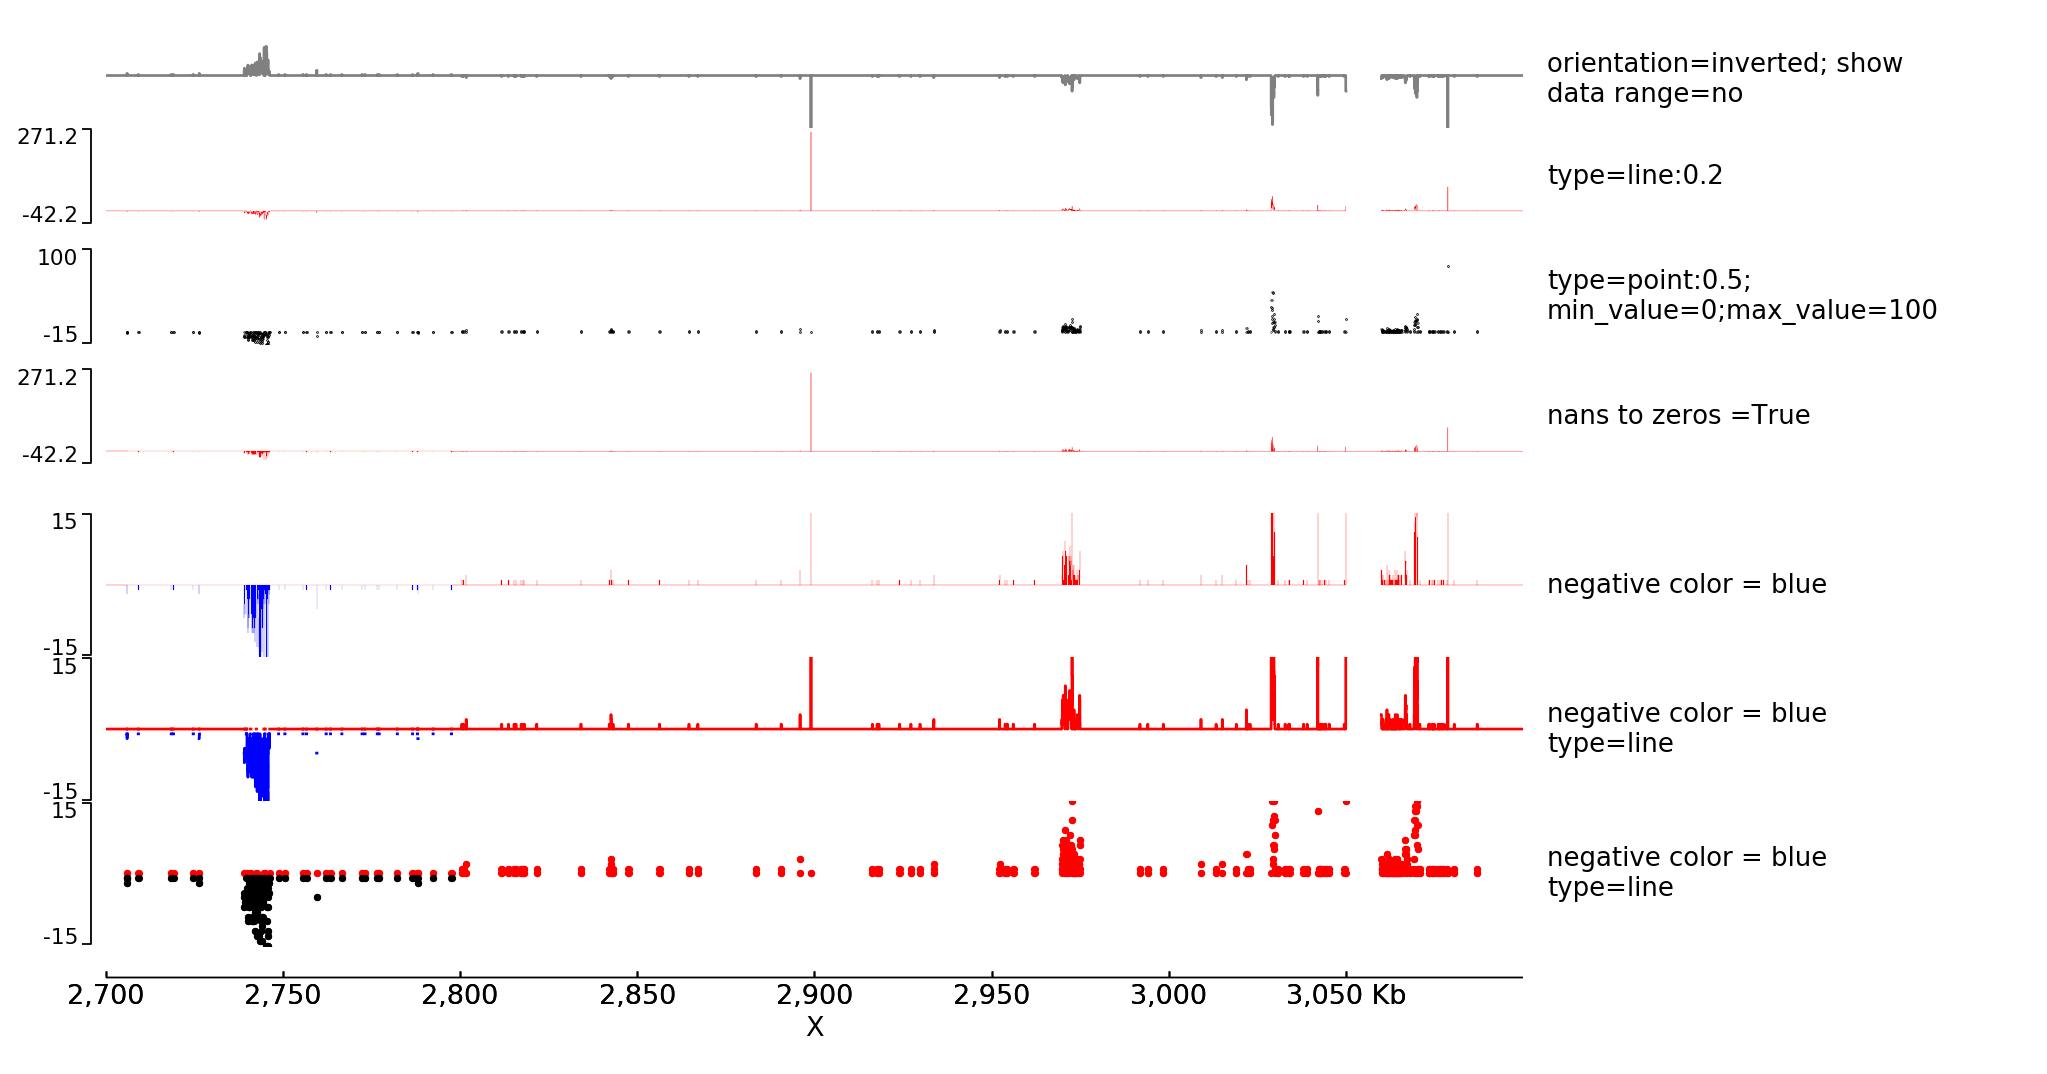 orientation=inverted; show
data range=no
271.2
-42.2
type=line:0.2
100
-15
type=point:0.5;
min_value=0;max_value=100
271.2
-42.2
nans to zeros =True
15
-15
negative color = blue
15
-15
negative color = blue
type=line
15
-15
negative color = blue
type=line
2,700 2,750 2,800 2,850 2,900 2,950 3,000 3,050 Kb
X